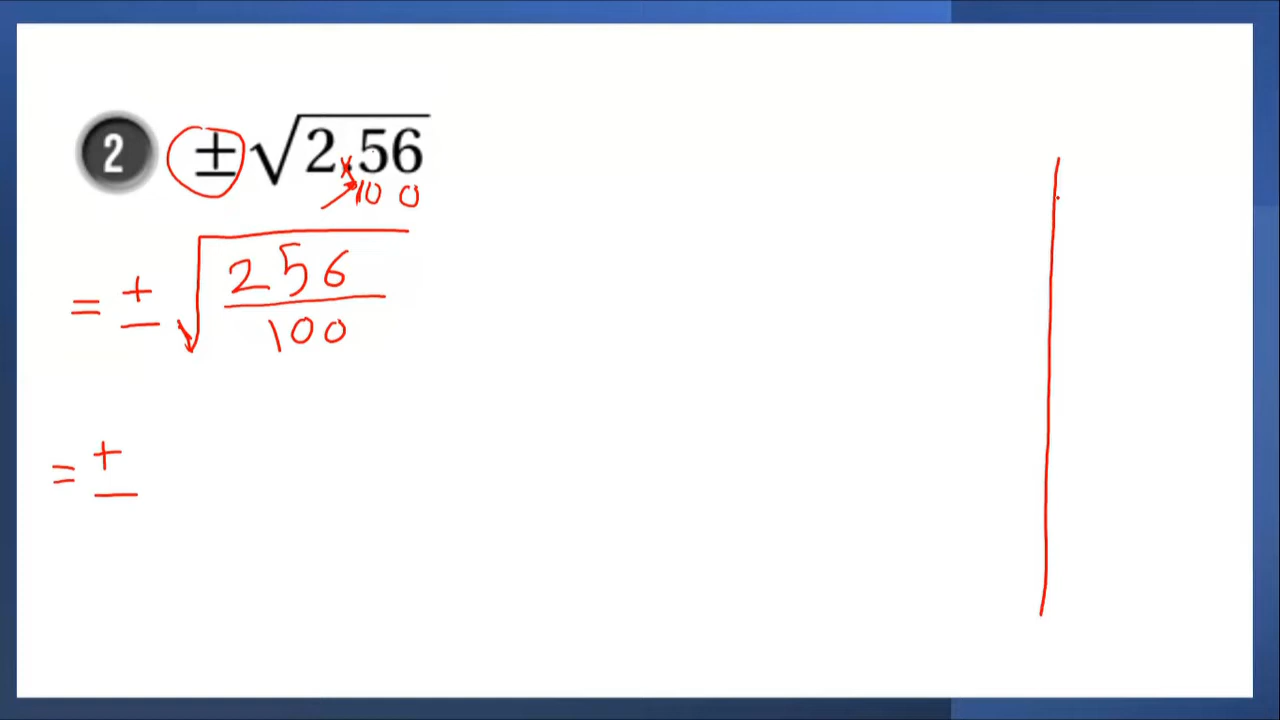 2 ± √2.56
× 100
= ± √256/100
= ±